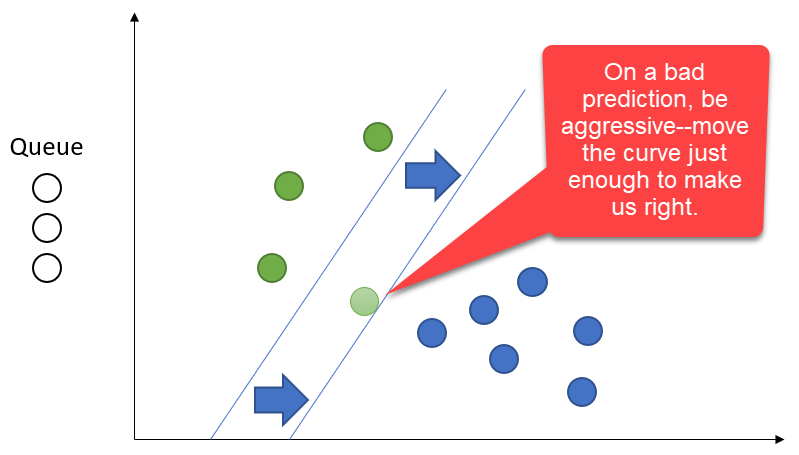 Queue
On a bad
prediction, be
aggressive--move
the curve just
enough to make
us right.